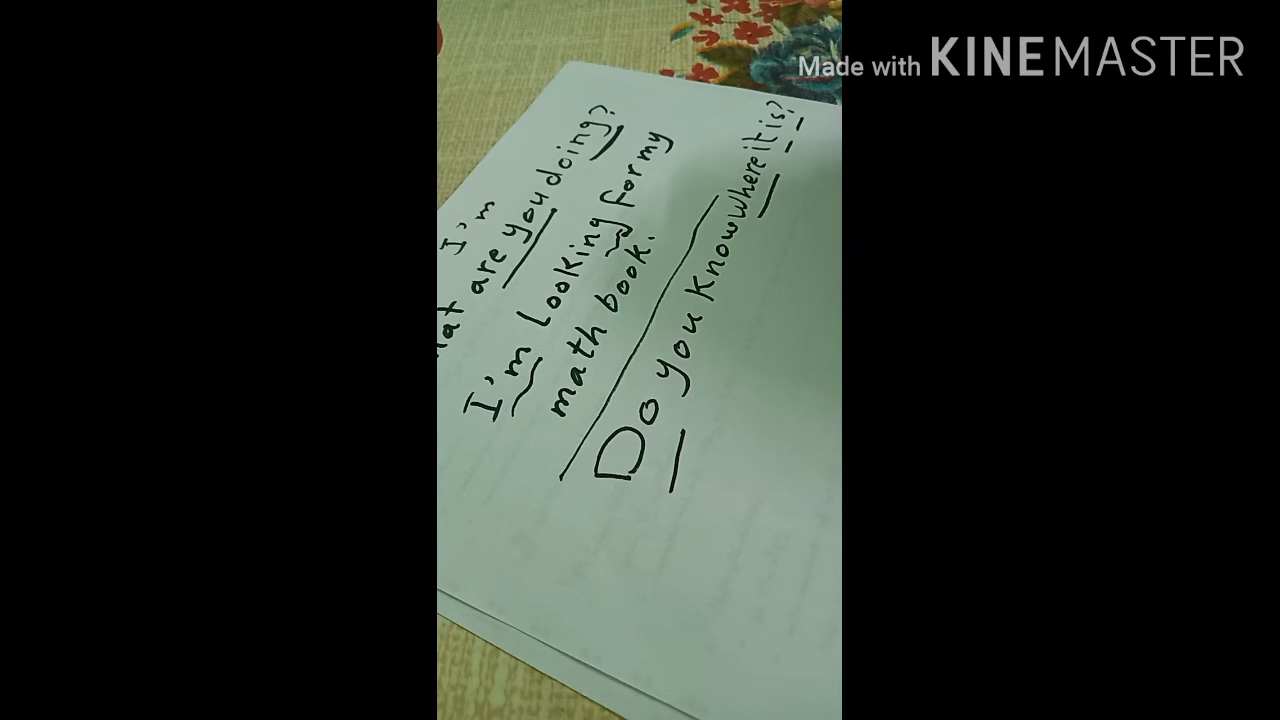 Made with KINEMASTER
I'm
are you doing?
I'm looking for my
math book.
Do you know where it is?